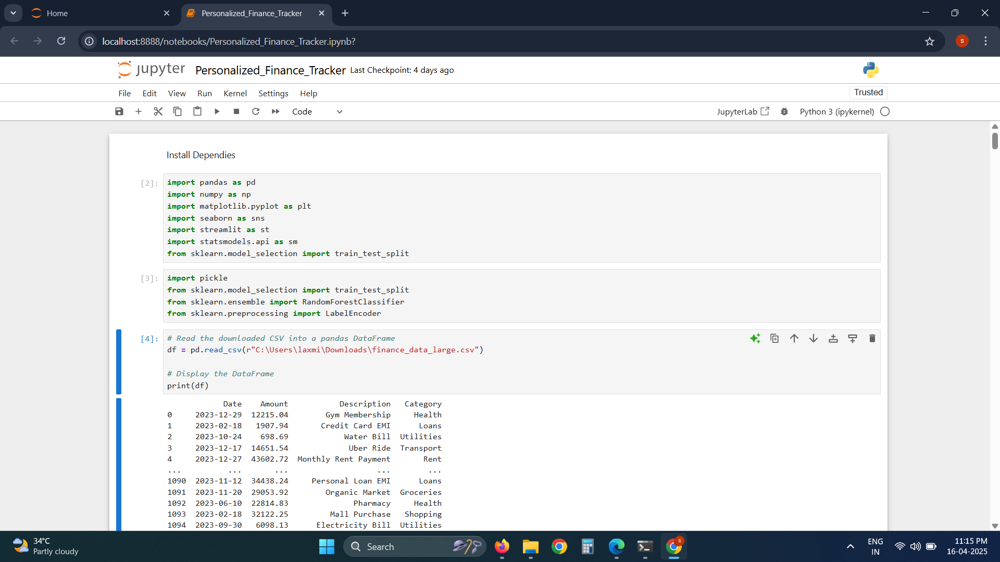 Home
Personalized_Finance_Tracker
localhost:8888/notebooks/Personalized_Finance_Tracker.ipynb?
S
jupyter Personalized_Finance_Tracker Last Checkpoint: 4 days ago
File Edit View Run Kernel Settings Help
Trusted
Code
JupyterLab Python 3 (ipykernel)
Install Dependies
[2]: import pandas as pd
import numpy as np
import matplotlib.pyplot as plt
import seaborn as sns
import streamlit as st
import statsmodels.api as sm
from sklearn.model_selection import train_test_split
[3]: import pickle
from sklearn.model_selection import train_test_split
from sklearn.ensemble import RandomForestClassifier
from sklearn.preprocessing import LabelEncoder
[4]: # Read the downloaded CSV into a pandas DataFrame
df = pd.read_csv(r"C:\Users\laxmi\Downloads\finance_data_large.csv")
# Display the DataFrame
print(df)
Date Amount Description Category
0 2023-12-29 12215.04 Gym Membership Health
1 2023-02-18 1907.94 Credit Card EMI Loans
2 2023-10-24 698.69 Water Bill Utilities
3 2023-12-17 14651.54 Uber Ride Transport
4 2023-12-27 43602.72 Monthly Rent Payment Rent
... ... ... ... ...
1090 2023-11-12 34438.24 Personal Loan EMI Loans
1091 2023-11-20 29053.92 Organic Market Groceries
1092 2023-06-10 22814.83 Pharmacy Health
1093 2023-02-18 32122.25 Mall Purchase Shopping
1094 2023-09-30 6098.13 Electricity Bill Utilities
34°C
Partly cloudy
Search
S
ENG
IN
11:15 PM
16-04-2025